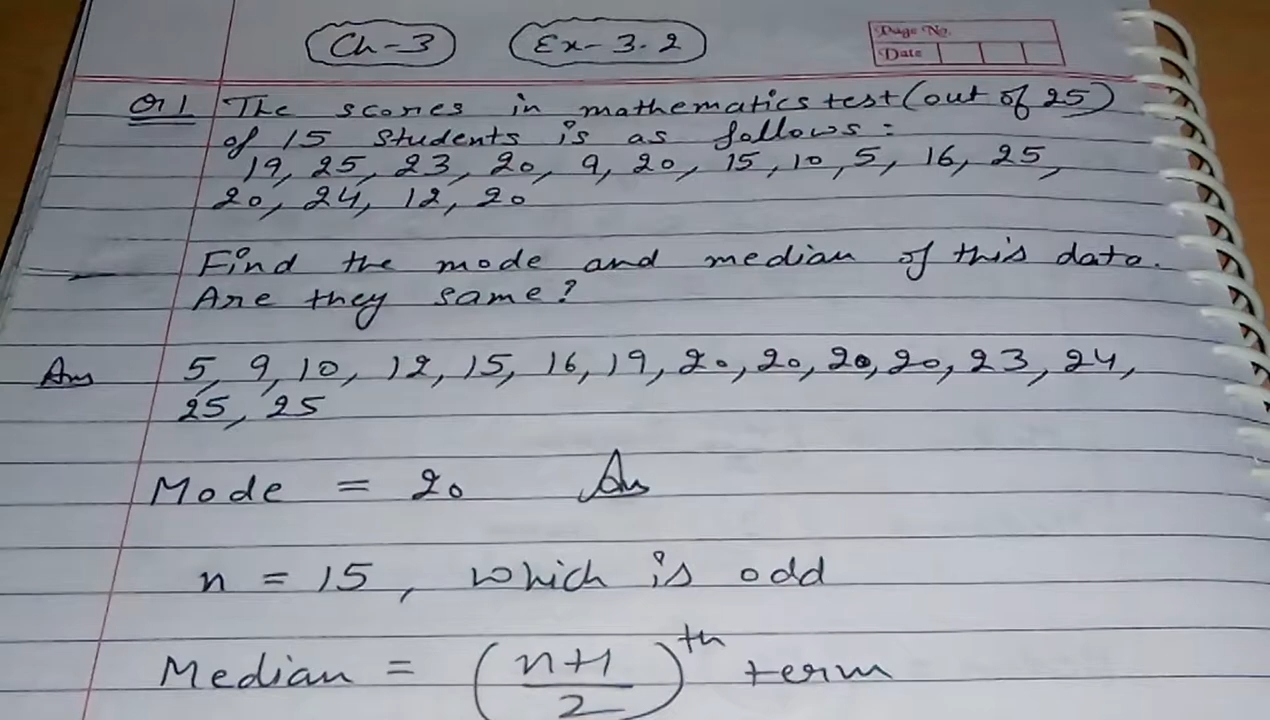 Ch-3 Ex-3.2
Page No.
Date
Q1 The scores in mathematics test (out of 25)
of 15 students is as follows:
19, 25, 23, 20, 9, 20, 15, 10, 5, 16, 25,
20, 24, 12, 20
Find the mode and median of this data.
Are they same?
Ans 5, 9, 10, 12, 15, 16, 19, 20, 20, 20, 20, 23, 24,
25, 25
Mode = 20 Ans
n = 15, which is odd
Median = (n+1/2)th term